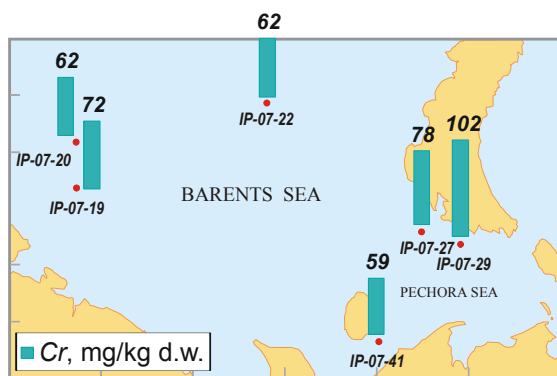 62
62
72
IP-07-22
78
102
IP-07-20
BARENTS SEA
IP-07-19
IP-07-27
IP-07-29
59
PECHORA SEA
Cr, mg/kg d.w.
IP-07-41